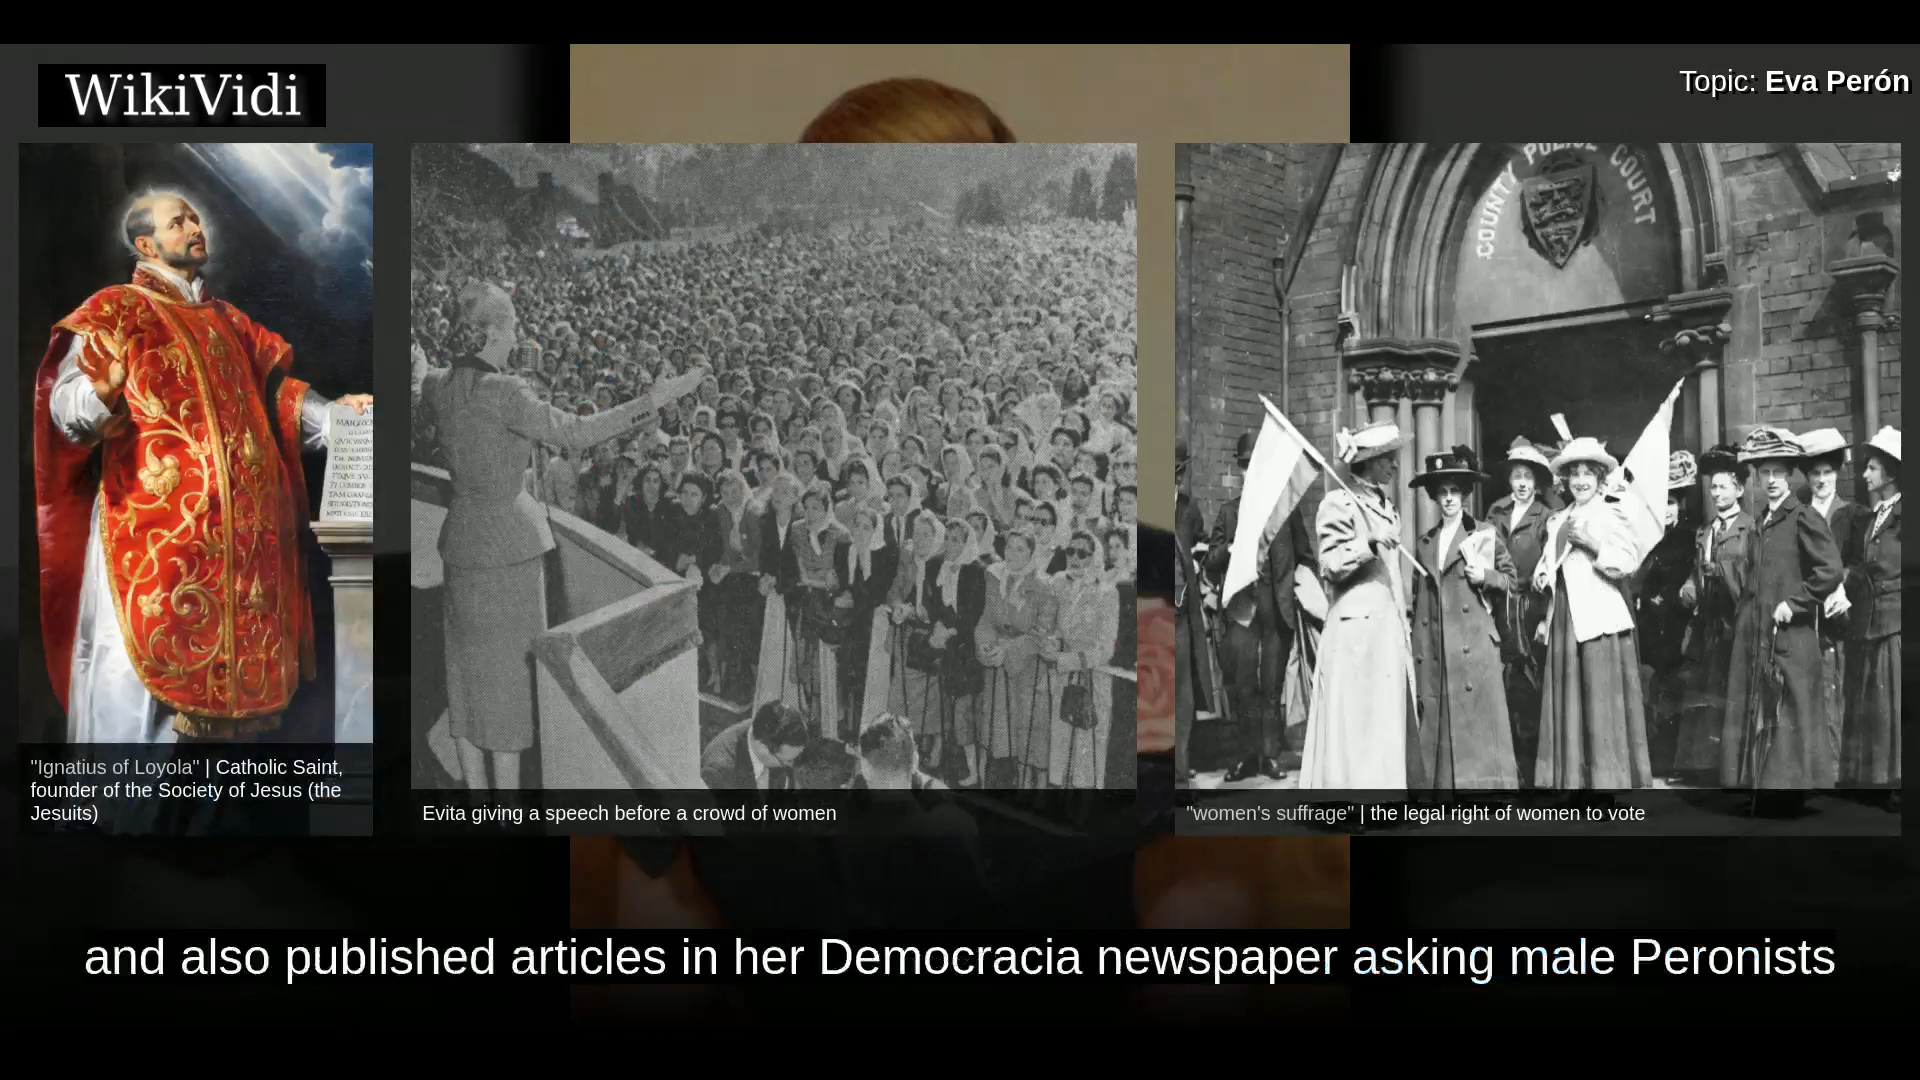 WikiVidi
Topic: Eva Perón
COUNTY POLICE COURT
"Ignatius of Loyola" | Catholic Saint,
founder of the Society of Jesus (the
Jesuits)
Evita giving a speech before a crowd of women
"women's suffrage" | the legal right of women to vote
and also published articles in her Democracia newspaper asking male Peronists